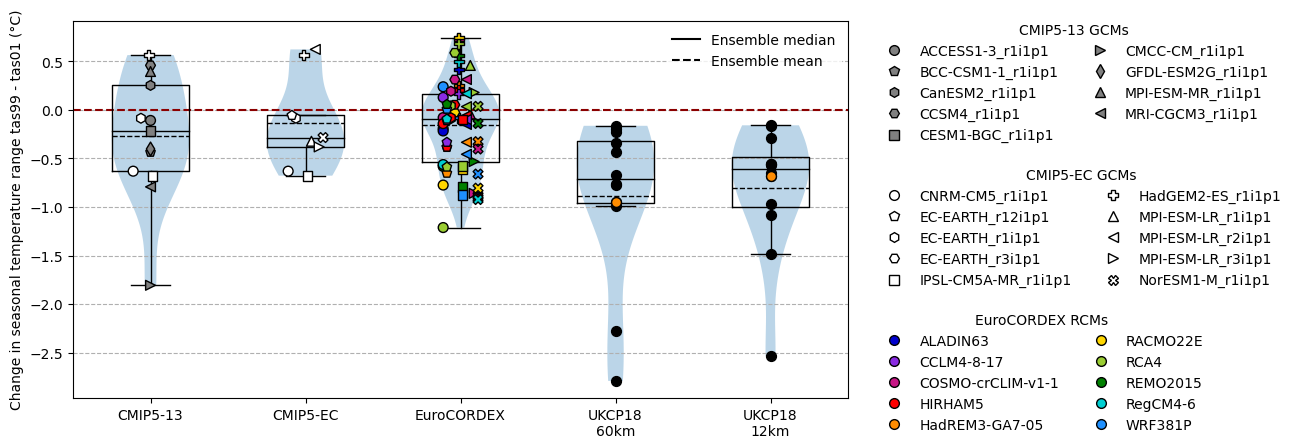 Change in seasonal temperature range tas99 - tas01 (°C)
0.5
0.0
−0.5
−1.0
−1.5
−2.0
−2.5
CMIP5-13
CMIP5-EC
EuroCORDEX
UKCP18
60km
UKCP18
12km
Ensemble median
Ensemble mean
CMIP5-13 GCMs
ACCESS1-3_r1i1p1
BCC-CSM1-1_r1i1p1
CanESM2_r1i1p1
CCSM4_r1i1p1
CESM1-BGC_r1i1p1
CMCC-CM_r1i1p1
GFDL-ESM2G_r1i1p1
MPI-ESM-MR_r1i1p1
MRI-CGCM3_r1i1p1
CMIP5-EC GCMs
CNRM-CM5_r1i1p1
EC-EARTH_r12i1p1
EC-EARTH_r1i1p1
EC-EARTH_r3i1p1
IPSL-CM5A-MR_r1i1p1
HadGEM2-ES_r1i1p1
MPI-ESM-LR_r1i1p1
MPI-ESM-LR_r2i1p1
MPI-ESM-LR_r3i1p1
NorESM1-M_r1i1p1
EuroCORDEX RCMs
ALADIN63
CCLM4-8-17
COSMO-crCLIM-v1-1
HIRHAM5
HadREM3-GA7-05
RACMO22E
RCA4
REMO2015
RegCM4-6
WRF381P